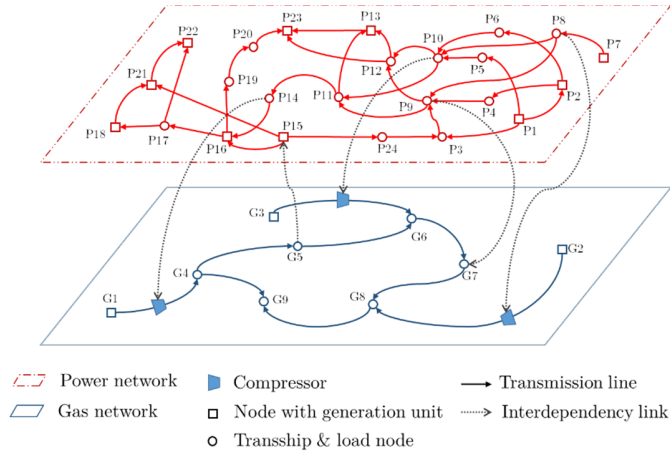 P22
P23
P13
P6
P8
P20
P10
P7
P12
P5
P21
P19
P14
P11
P2
P9
P4
P18
P17
P16
P15
P1
P24
P3
G3
G6
G2
G5
G4
G7
G1
G9
G8
Power network
Compressor
Transmission line
Gas network
Node with generation unit
Interdependency link
Transship & load node